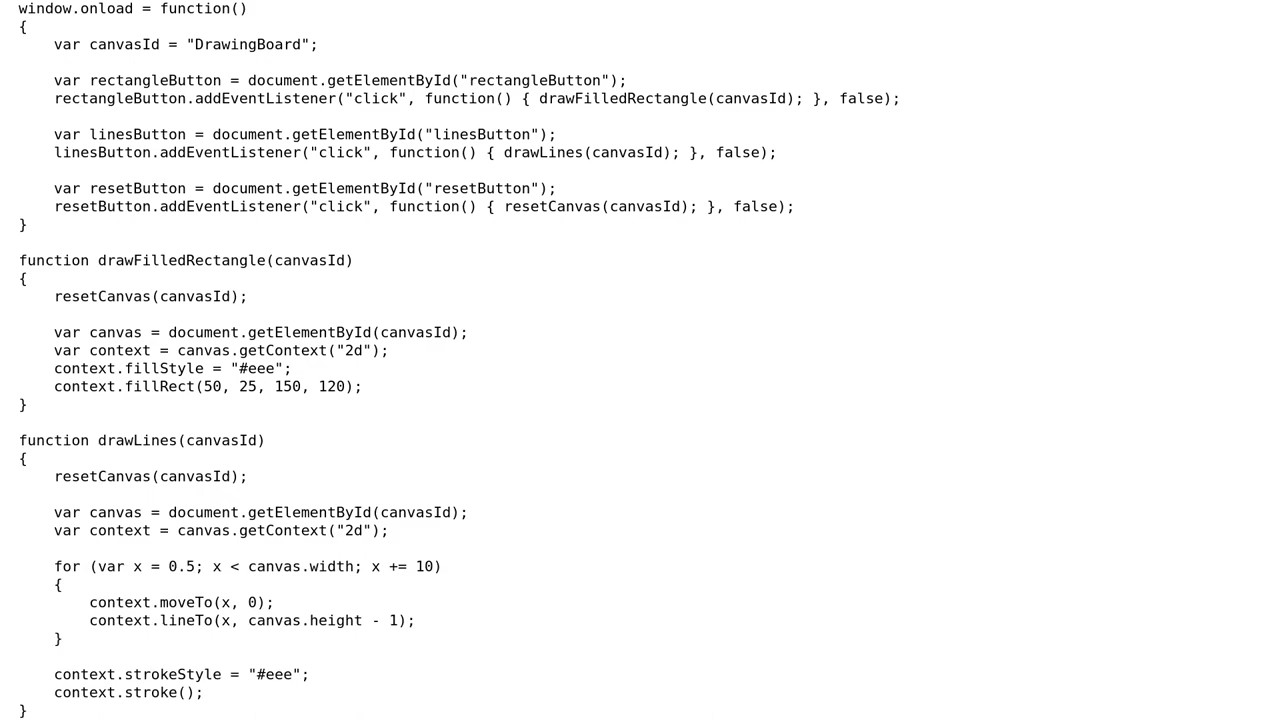 window.onload = function()
{
    var canvasId = "DrawingBoard";

    var rectangleButton = document.getElementById("rectangleButton");
    rectangleButton.addEventListener("click", function() { drawFilledRectangle(canvasId); }, false);

    var linesButton = document.getElementById("linesButton");
    linesButton.addEventListener("click", function() { drawLines(canvasId); }, false);

    var resetButton = document.getElementById("resetButton");
    resetButton.addEventListener("click", function() { resetCanvas(canvasId); }, false);
}

function drawFilledRectangle(canvasId)
{
    resetCanvas(canvasId);

    var canvas = document.getElementById(canvasId);
    var context = canvas.getContext("2d");
    context.fillStyle = "#eee";
    context.fillRect(50, 25, 150, 120);
}

function drawLines(canvasId)
{
    resetCanvas(canvasId);

    var canvas = document.getElementById(canvasId);
    var context = canvas.getContext("2d");

    for (var x = 0.5; x < canvas.width; x += 10)
    {
        context.moveTo(x, 0);
        context.lineTo(x, canvas.height - 1);
    }

    context.strokeStyle = "#eee";
    context.stroke();
}